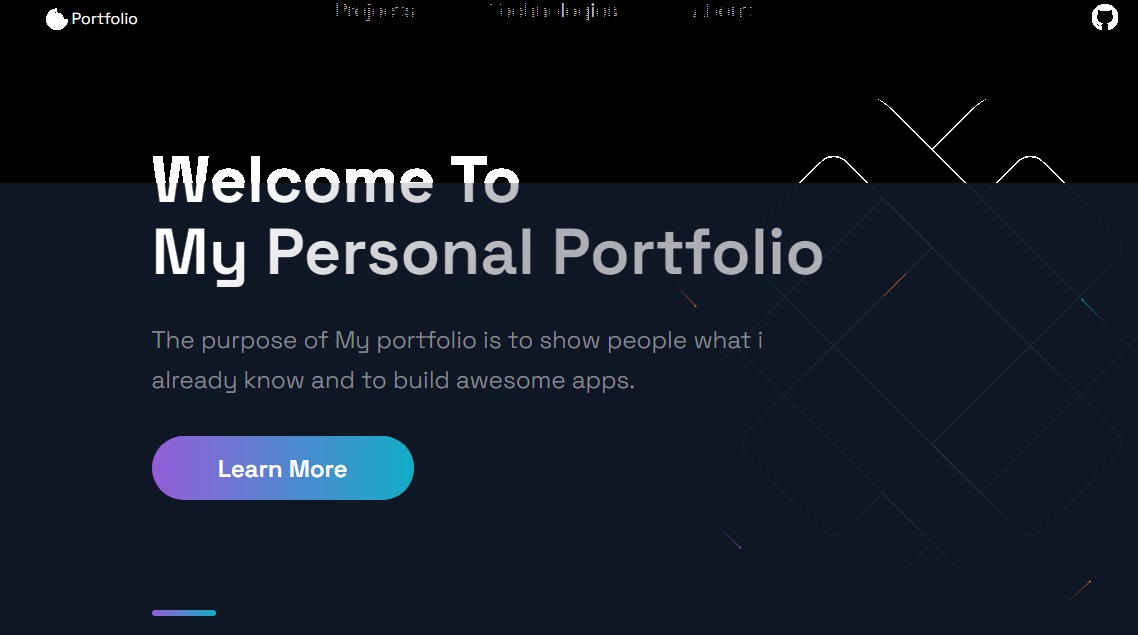 Portfolio
Projects Technologies About
Welcome To
My Personal Portfolio
The purpose of My portfolio is to show people what i
already know and to build awesome apps.
Learn More